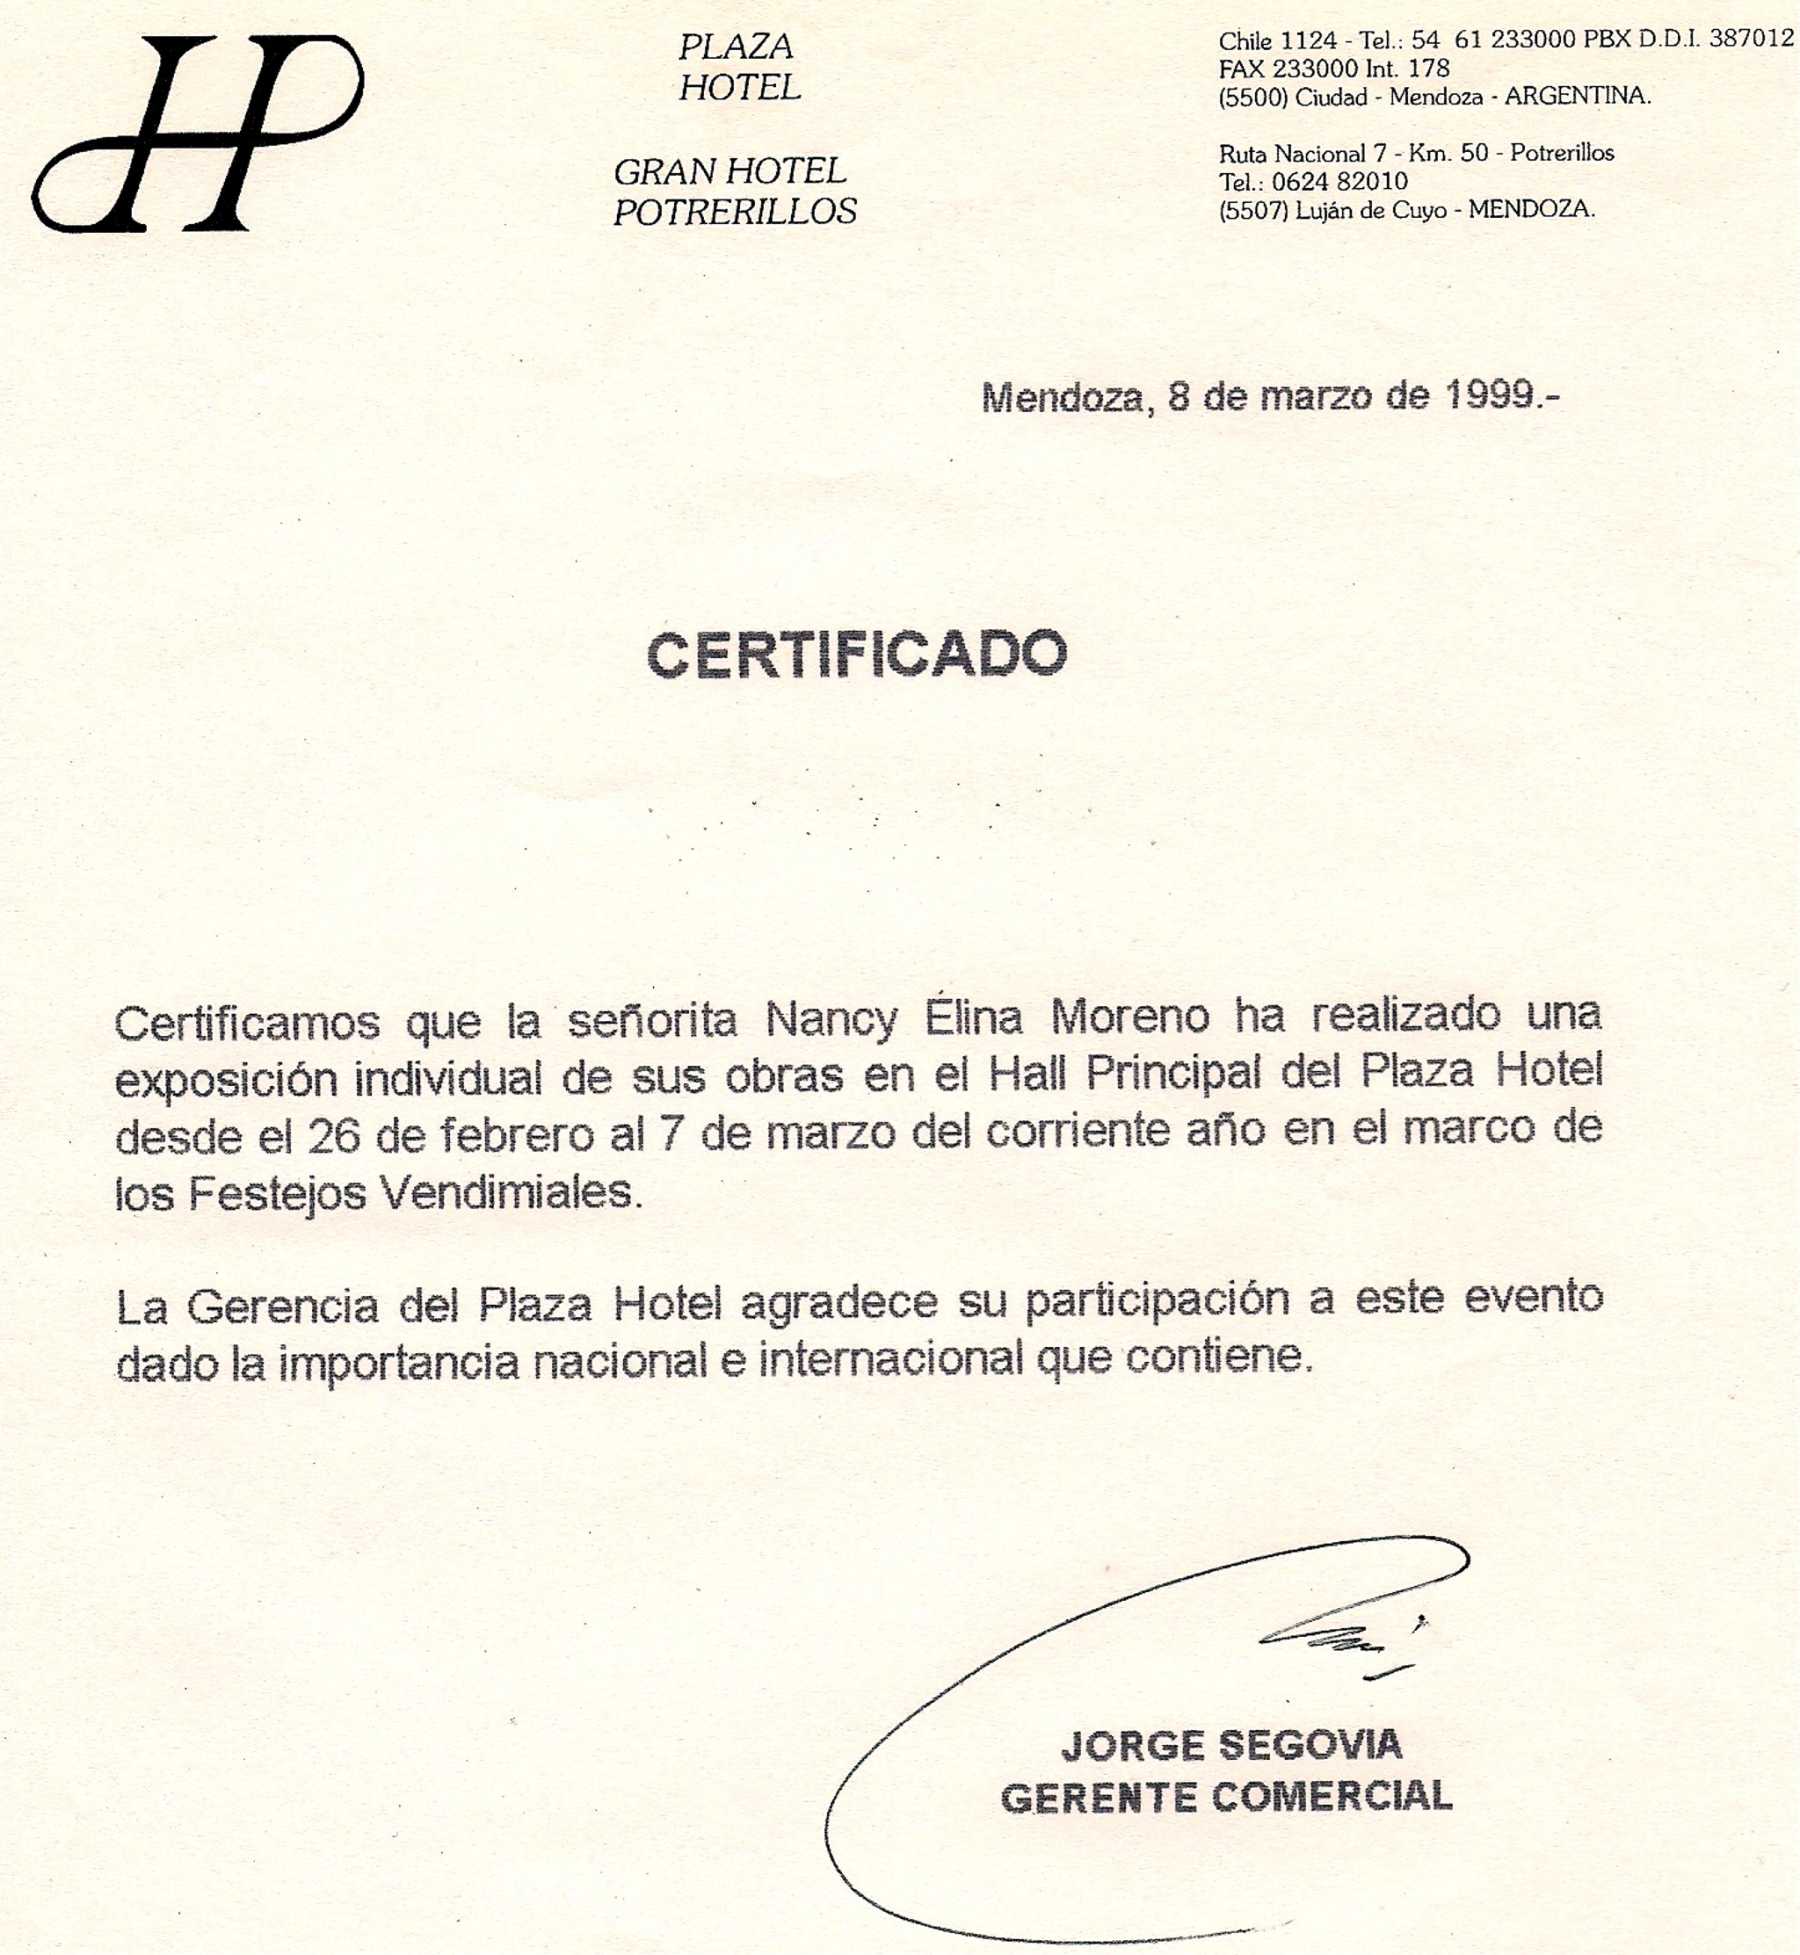 PLAZA
HOTEL
GRAN HOTEL
POTRERILLOS
Chile 1124 - Tel.: 54 61 233000 PBX D.D.I. 387012
FAX 233000 Int. 178
(5500) Ciudad - Mendoza - ARGENTINA.
Ruta Nacional 7 - Km. 50 - Potrerillos
Tel.: 0624 82010
(5507) Luján de Cuyo - MENDOZA.
Mendoza, 8 de marzo de 1999.-
CERTIFICADO
Certificamos que la señorita Nancy Élina Moreno ha realizado una
exposición individual de sus obras en el Hall Principal del Plaza Hotel
desde el 26 de febrero al 7 de marzo del corriente año en el marco de
los Festejos Vendimiales.
La Gerencia del Plaza Hotel agradece su participación a este evento
dado la importancia nacional e internacional que contiene.
JORGE SEGOVIA
GERENTE COMERCIAL